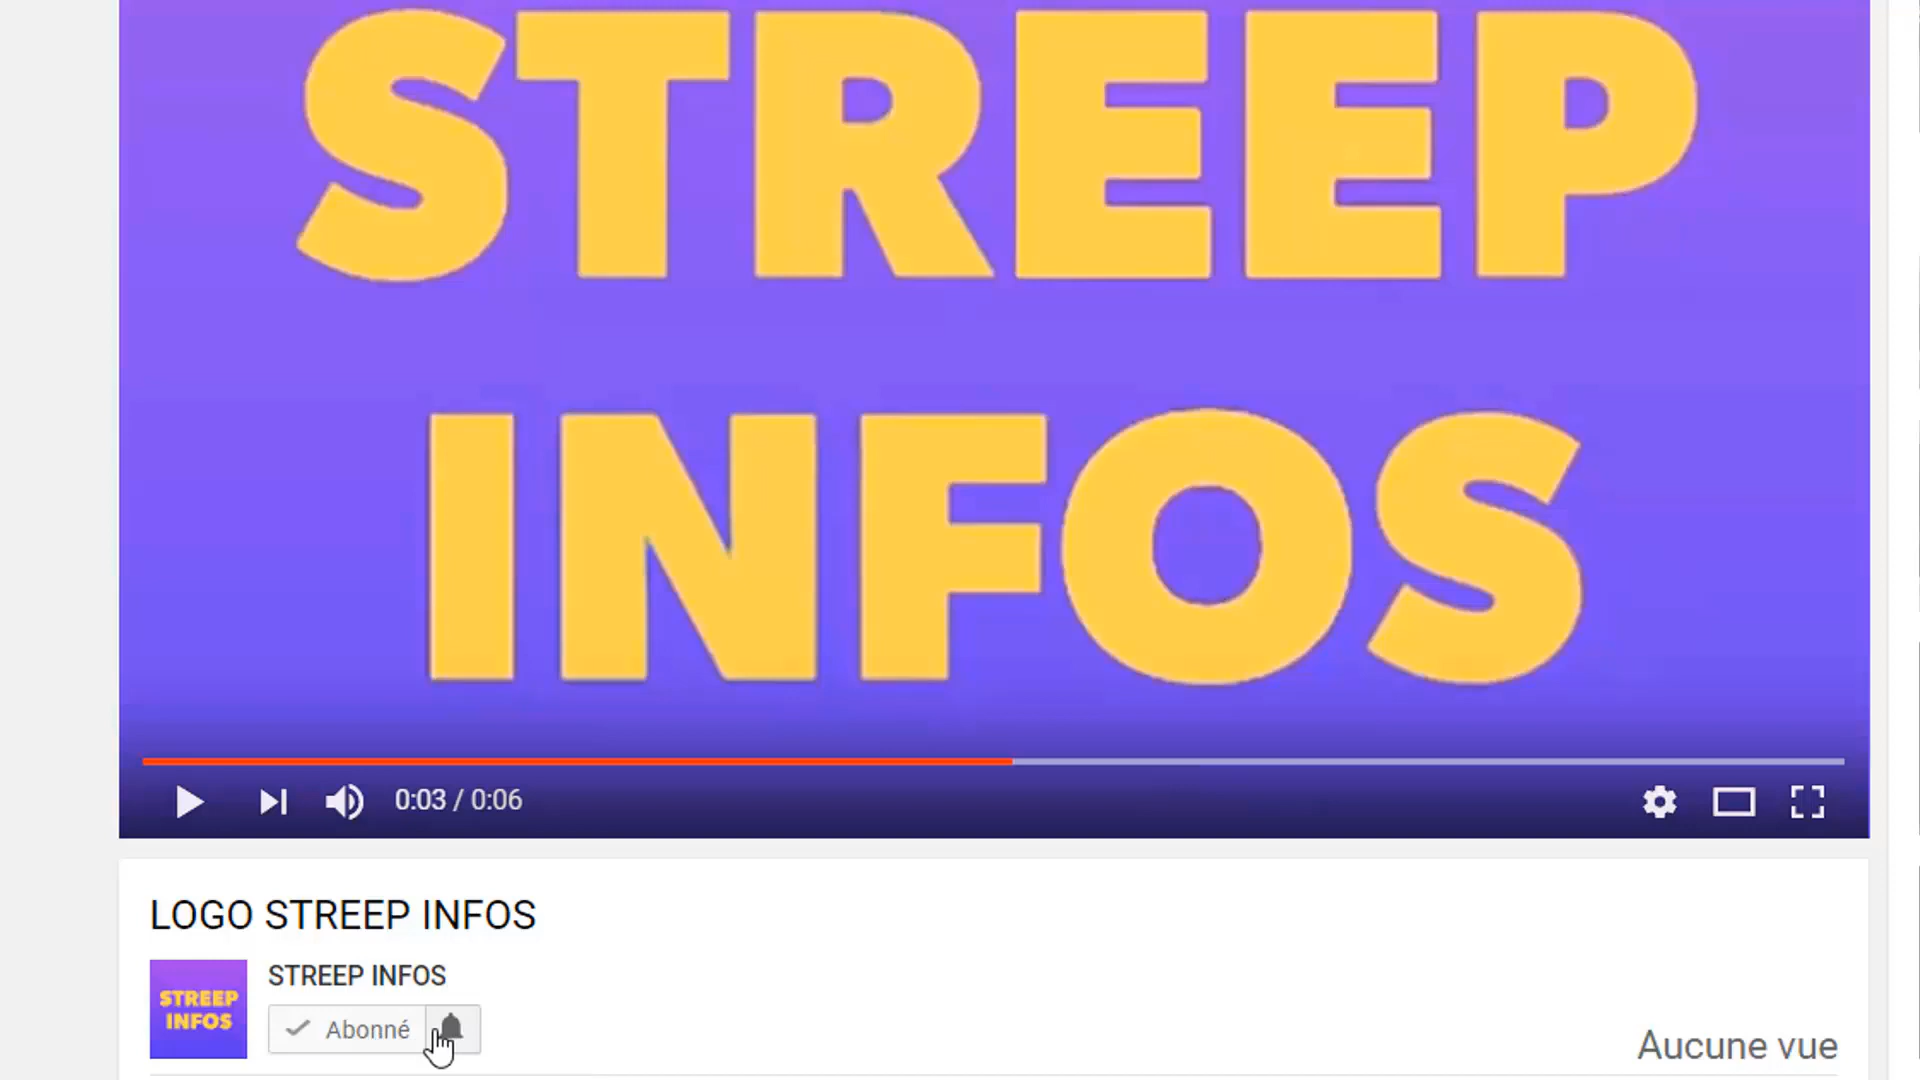 STREEP
INFOS
0:03 / 0:06
LOGO STREEP INFOS
STREEP INFOS
STREEP
INFOS
Abonné
Aucune vue